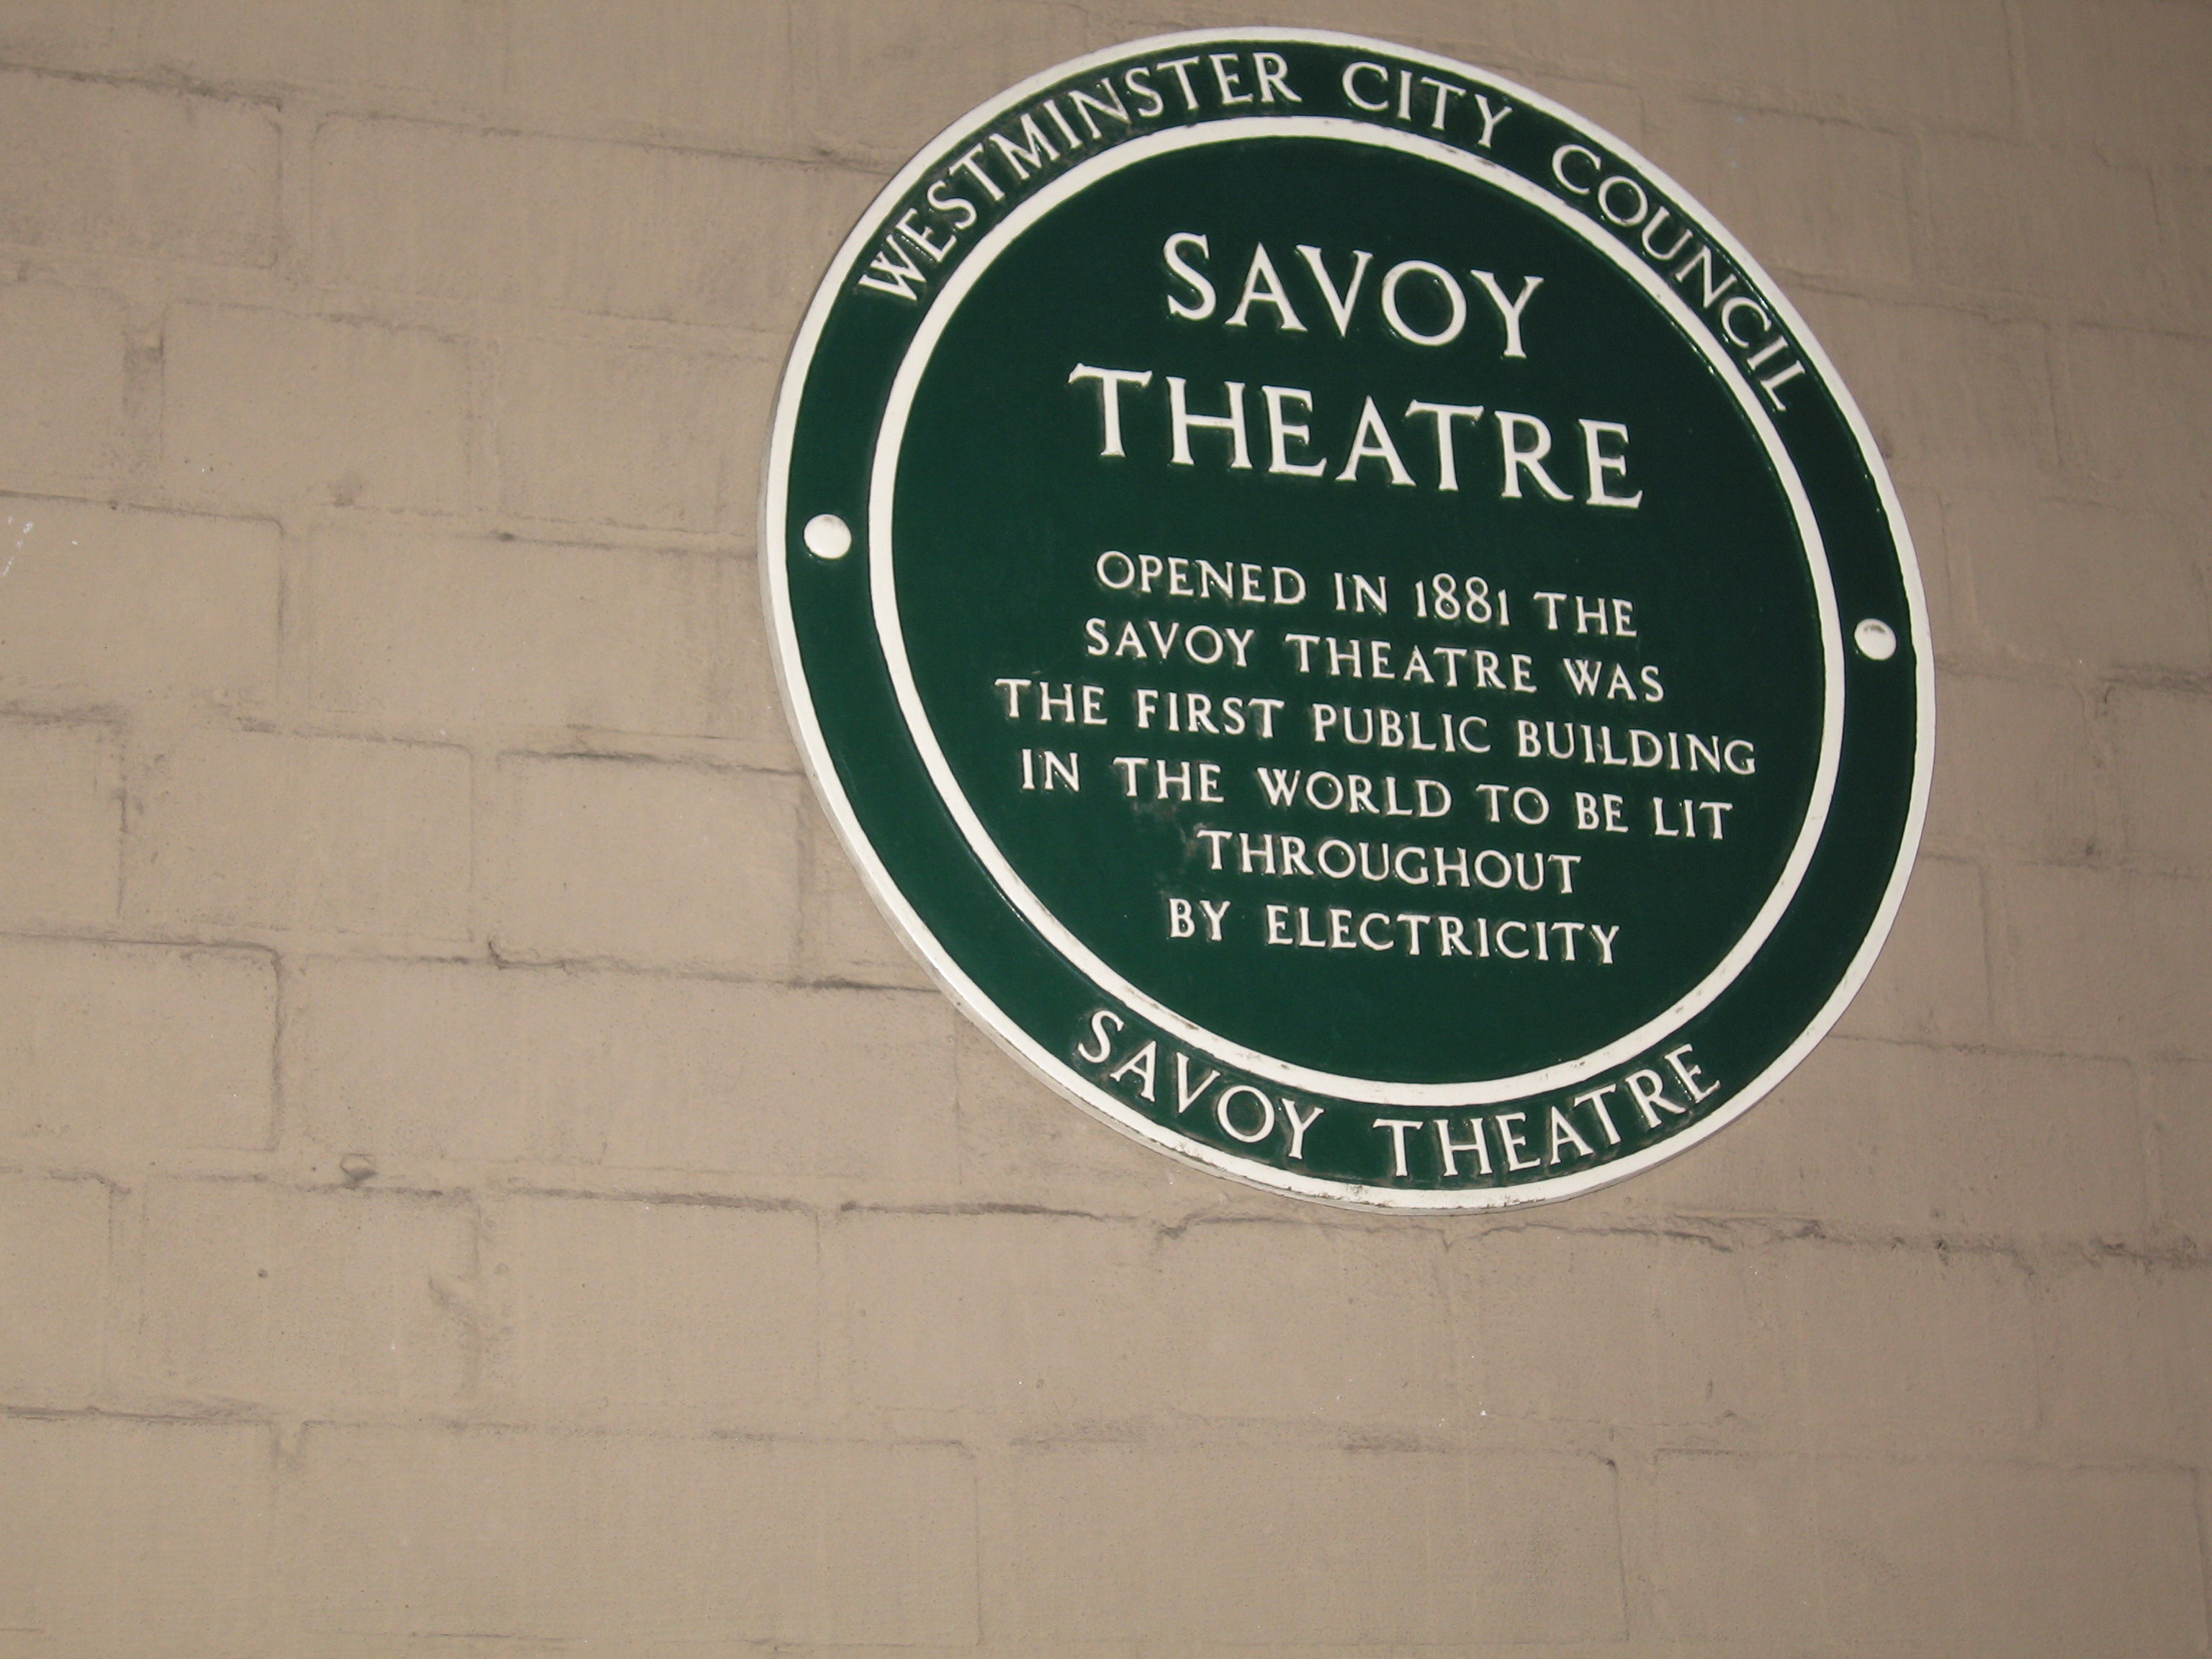 WESTMINSTER CITY COUNCIL
SAVOY
THEATRE
OPENED IN 1881 THE
SAVOY THEATRE WAS
THE FIRST PUBLIC BUILDING
IN THE WORLD TO BE LIT
THROUGHOUT
BY ELECTRICITY
SAVOY THEATRE